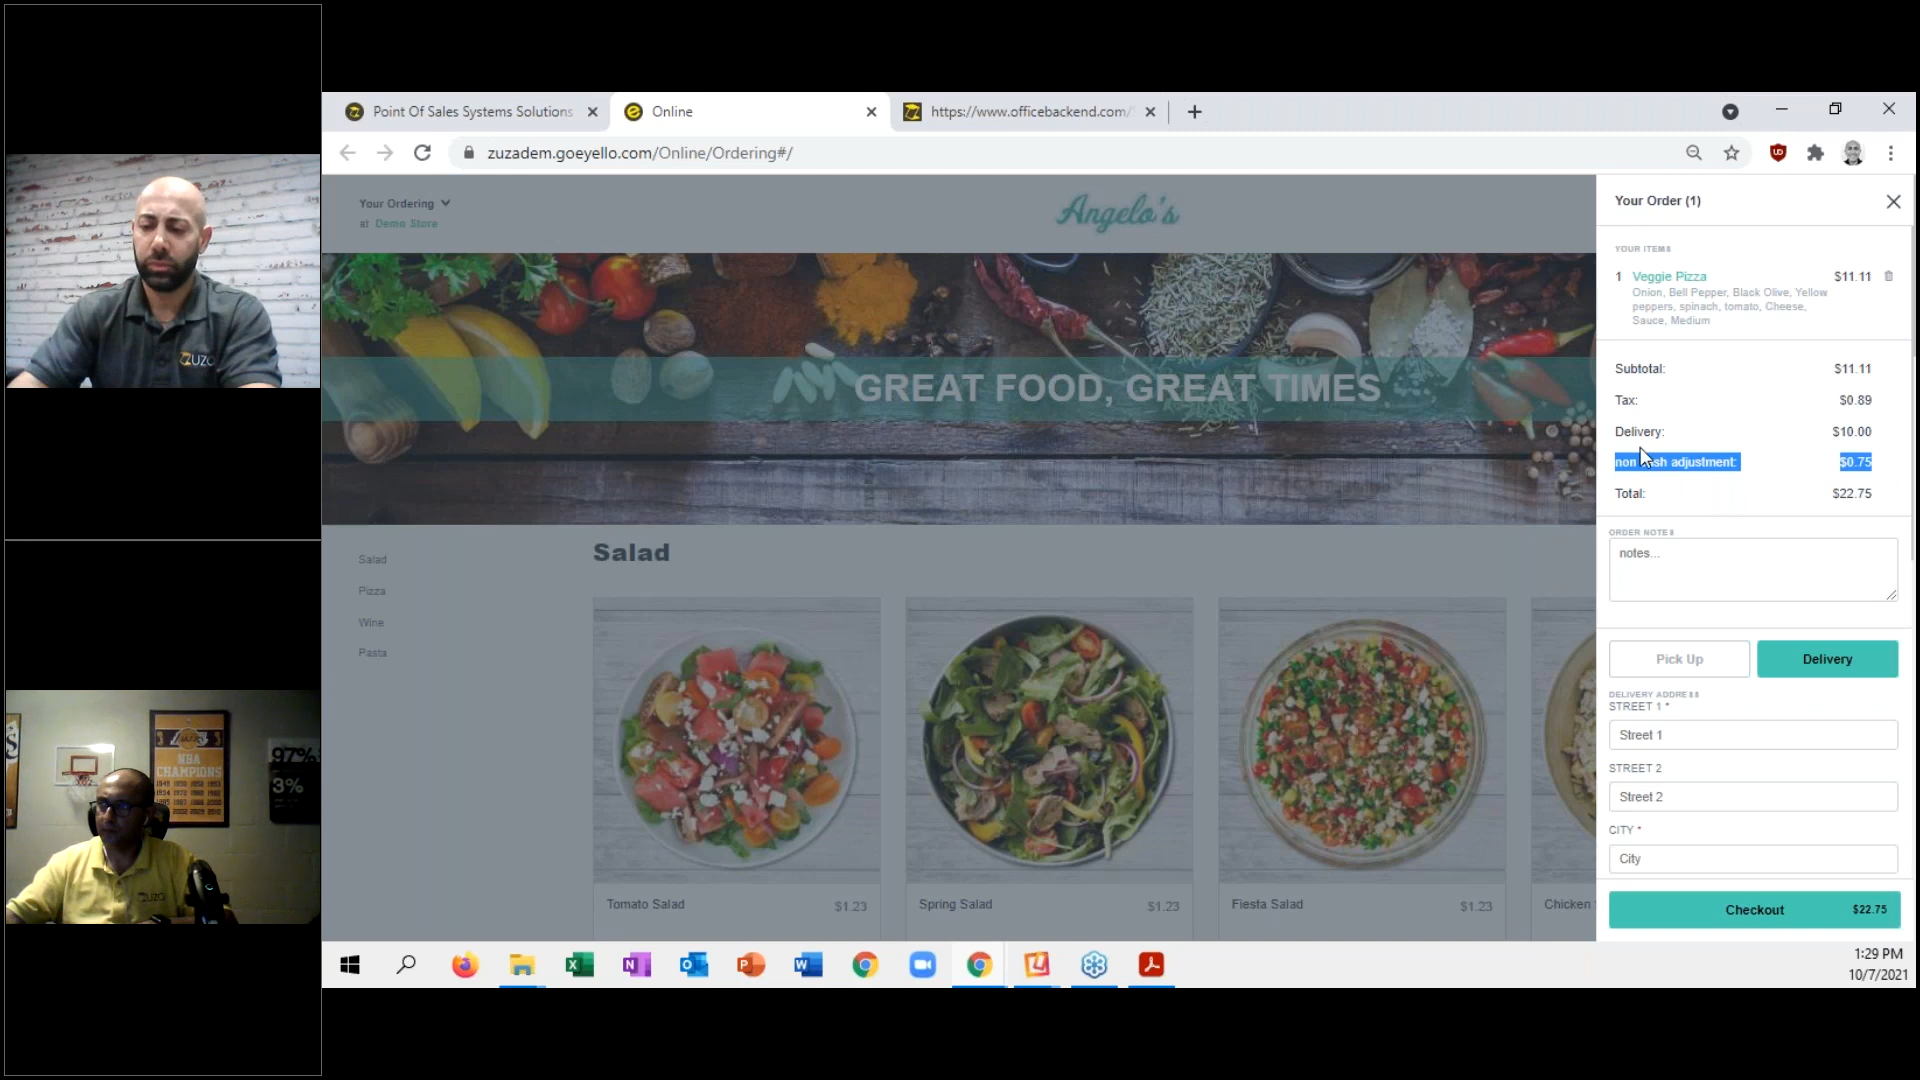 Point Of Sales Systems Solutions
Online
https://www.officebackend.com/
zuzadem.goeyello.com/Online/Ordering#/
Your Ordering
at Demo Store
Angelo's
GREAT FOOD, GREAT TIMES
Salad
Pizza
Wine
Pasta
Salad
Tomato Salad $1.23
Spring Salad $1.23
Fiesta Salad $1.23
Chicken
Your Order (1)
YOUR ITEMS
1 Veggie Pizza $11.11
Onion, Bell Pepper, Black Olive, Yellow
peppers, spinach, tomato, Cheese,
Sauce, Medium
Subtotal: $11.11
Tax: $0.89
Delivery: $10.00
adjustment: $0.75
Total: $22.75
ORDER NOTES
notes...
Pick Up
Delivery
DELIVERY ADDRESS
STREET 1 *
Street 1
STREET 2
Street 2
CITY *
City
Checkout $22.75
1:29 PM
10/7/2021
ZUZA
NBA
CHAMPIONS
97%
3%